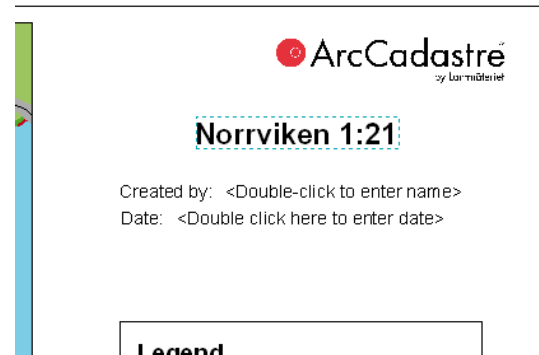 ArcCadastre
by Lantmäteriet
Norrviken 1:21
Created by: <Double-click to enter name>
Date: <Double click here to enter date>
Legend